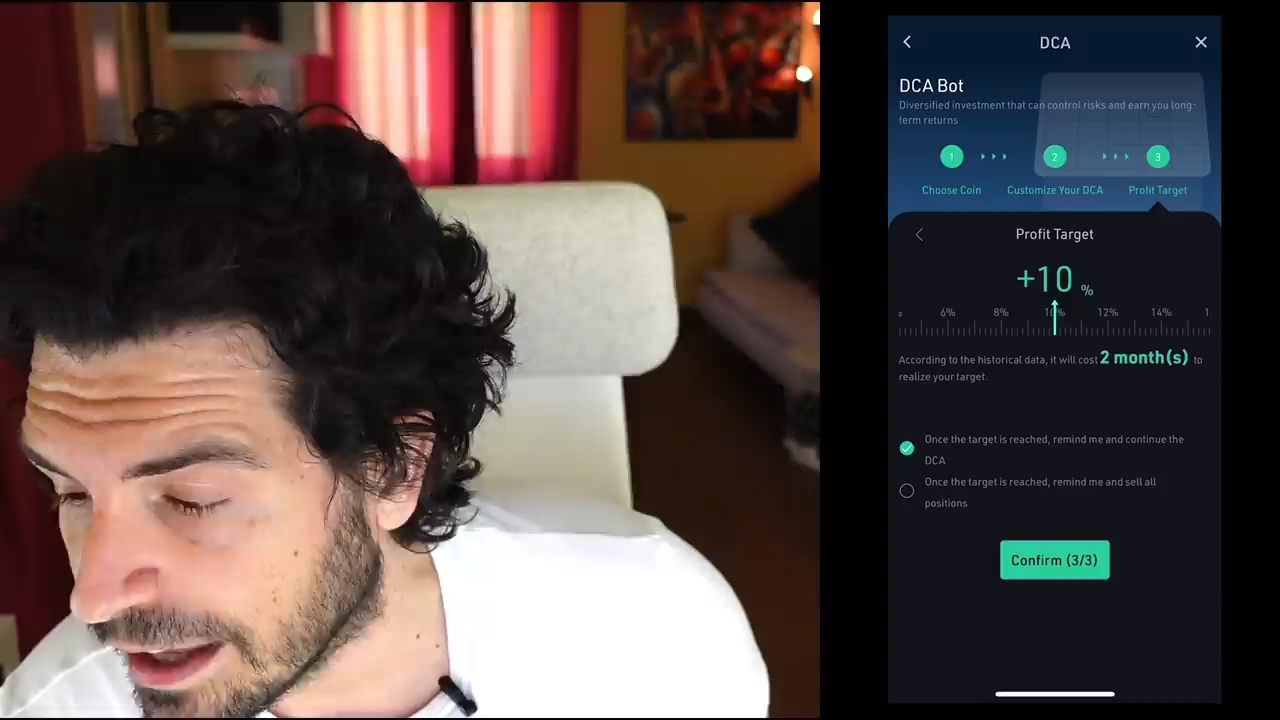 DCA
DCA Bot
Diversified investment that can control risks and earn you long-
term returns
1
2
3
Choose Coin
Customize Your DCA
Profit Target
Profit Target
+10 %
6% 8% 10% 12% 14%
According to the historical data, it will cost 2 month(s) to
realize your target.
Once the target is reached, remind me and continue the
DCA
Once the target is reached, remind me and sell all
positions
Confirm (3/3)